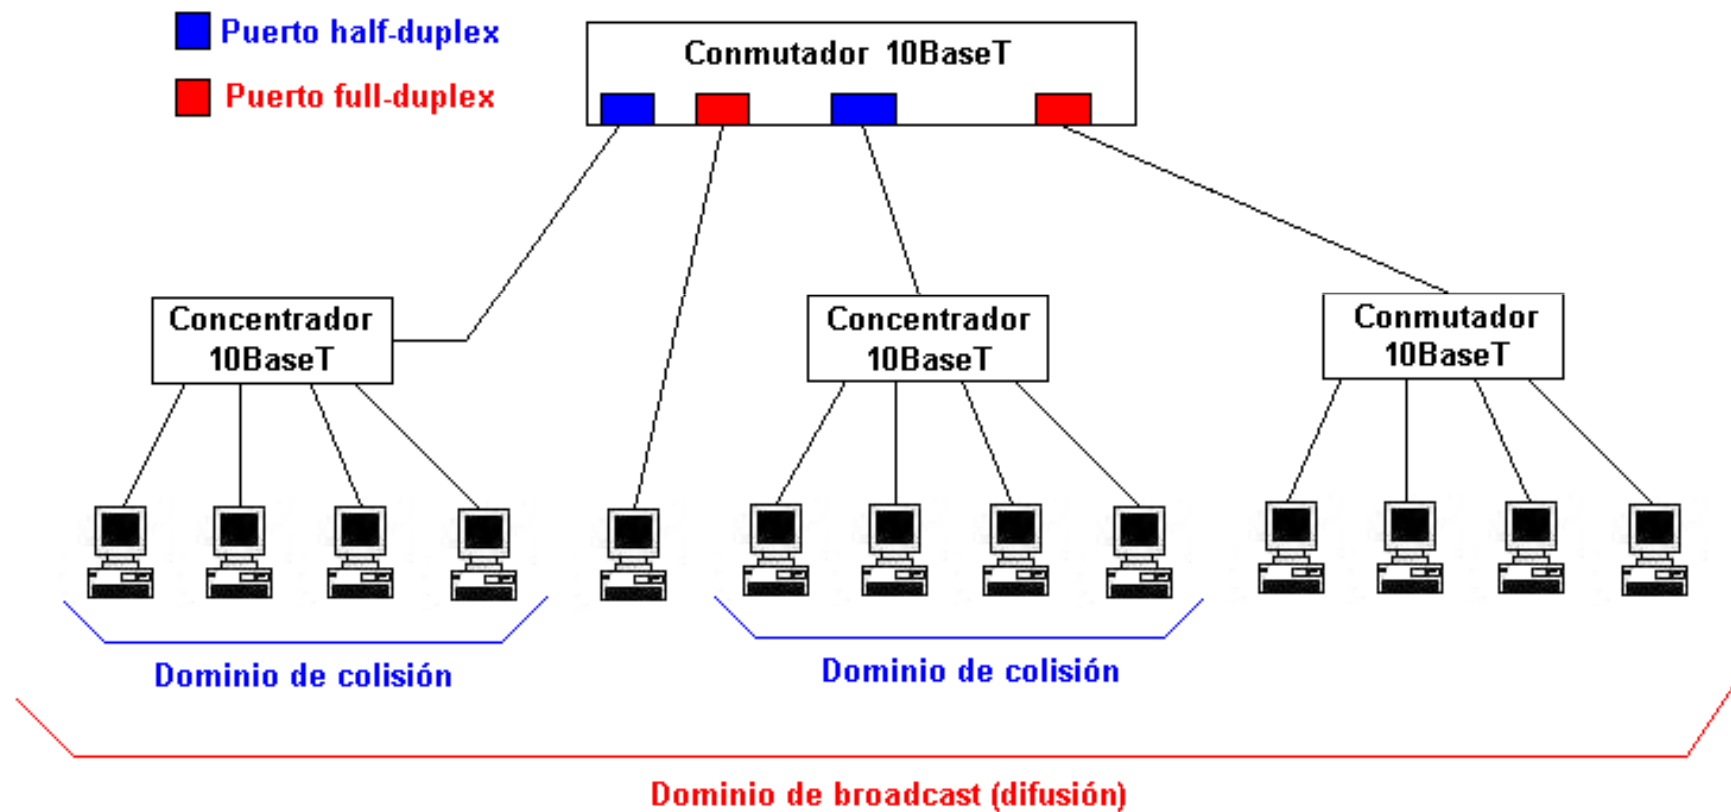 Puerto half-duplex
Puerto full-duplex
Conmutador 10BaseT
Concentrador
10BaseT
Concentrador
10BaseT
Conmutador
10BaseT
Dominio de colisión
Dominio de colisión
Dominio de broadcast (difusión)